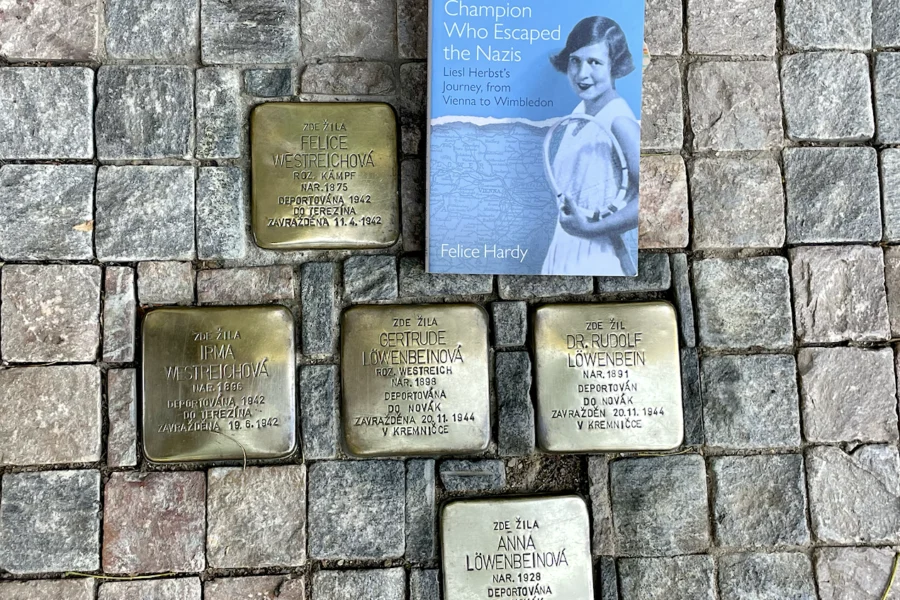 Champion
Who Escaped
the Nazis
Liesl Herbst's
Journey, from
Vienna to Wimbledon
VIENNA
Felice Hardy
ZDE ŽILA
FELICE
WESTREICHOVÁ
ROZ. KÄMPF
NAR. 1875
DEPORTOVÁNA 1942
DO TEREZÍNA
ZAVRAŽDĚNA 11. 4. 1942
ZDE ŽILA
IRMA
WESTREICHOVÁ
NAR. 1896
DEPORTOVÁNA 1942
DO TEREZÍNA
ZAVRAŽDĚNA 19. 6. 1942
ZDE ŽILA
GERTRUDE
LÖWENBEINOVÁ
ROZ. WESTREICH
NAR. 1898
DEPORTOVÁNA
DO NOVÁK
ZAVRAŽDĚNA 20. 11. 1944
V KREMNIČCE
ZDE ŽIL
DR. RUDOLF
LÖWENBEIN
NAR. 1891
DEPORTOVÁN
DO NOVÁK
ZAVRAŽDĚN 20. 11. 1944
V KREMNIČCE
ZDE ŽILA
ANNA
LÖWENBEINOVÁ
NAR. 1928
DEPORTOVÁNA